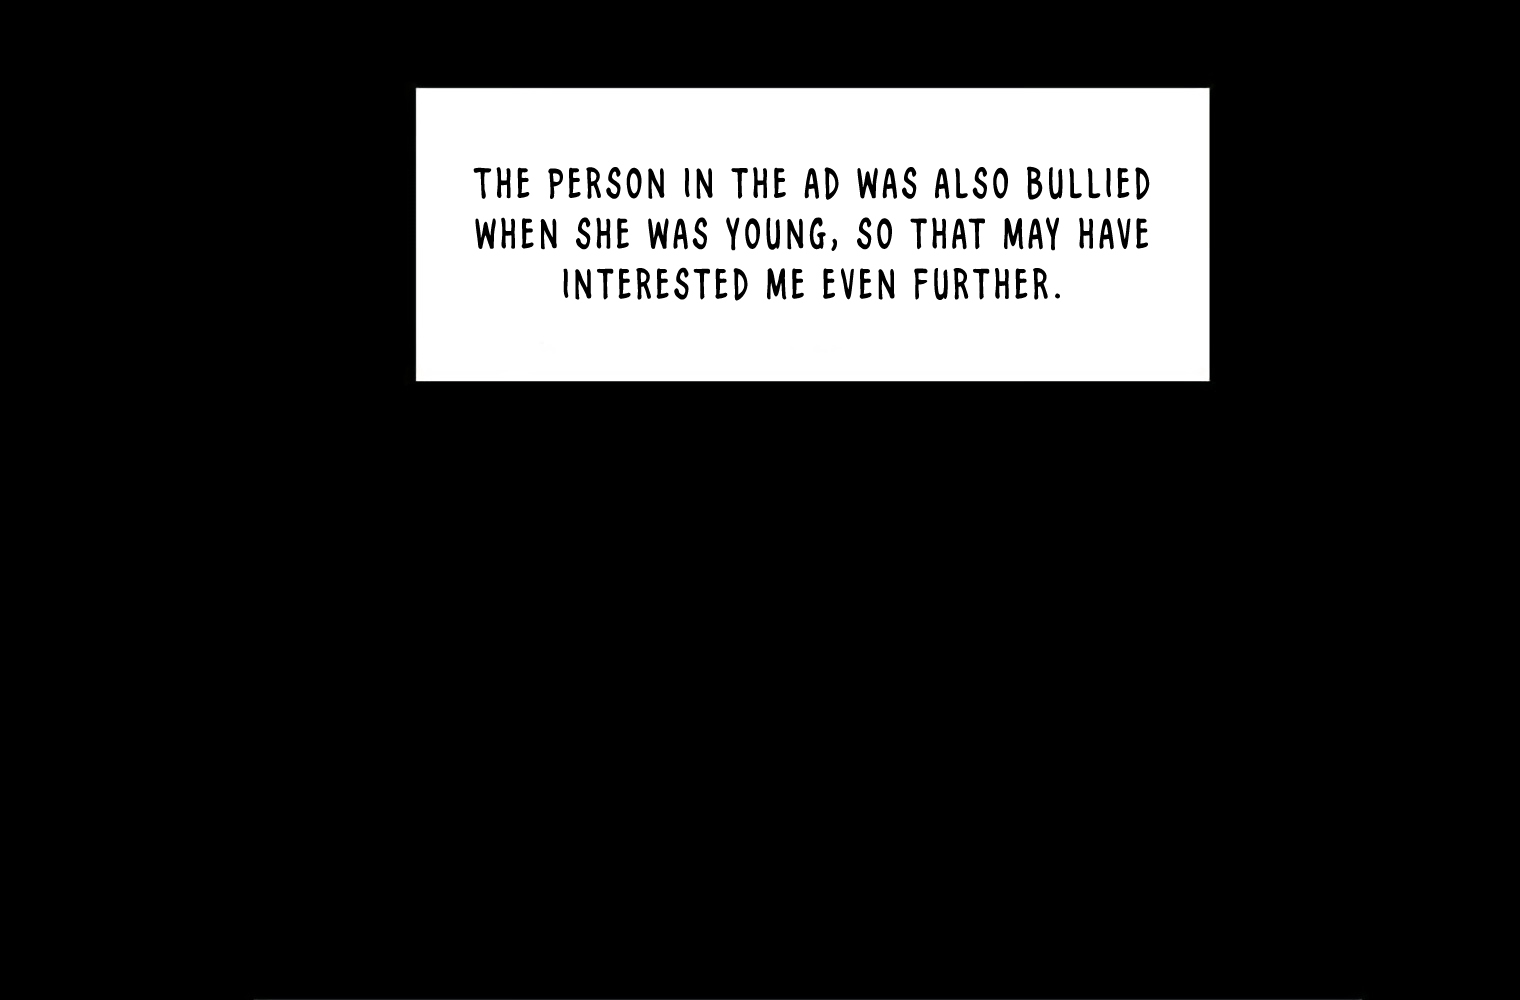 THE PERSON IN THE AD WAS ALSO BULLIED
WHEN SHE WAS YOUNG, SO THAT MAY HAVE
INTERESTED ME EVEN FURTHER.